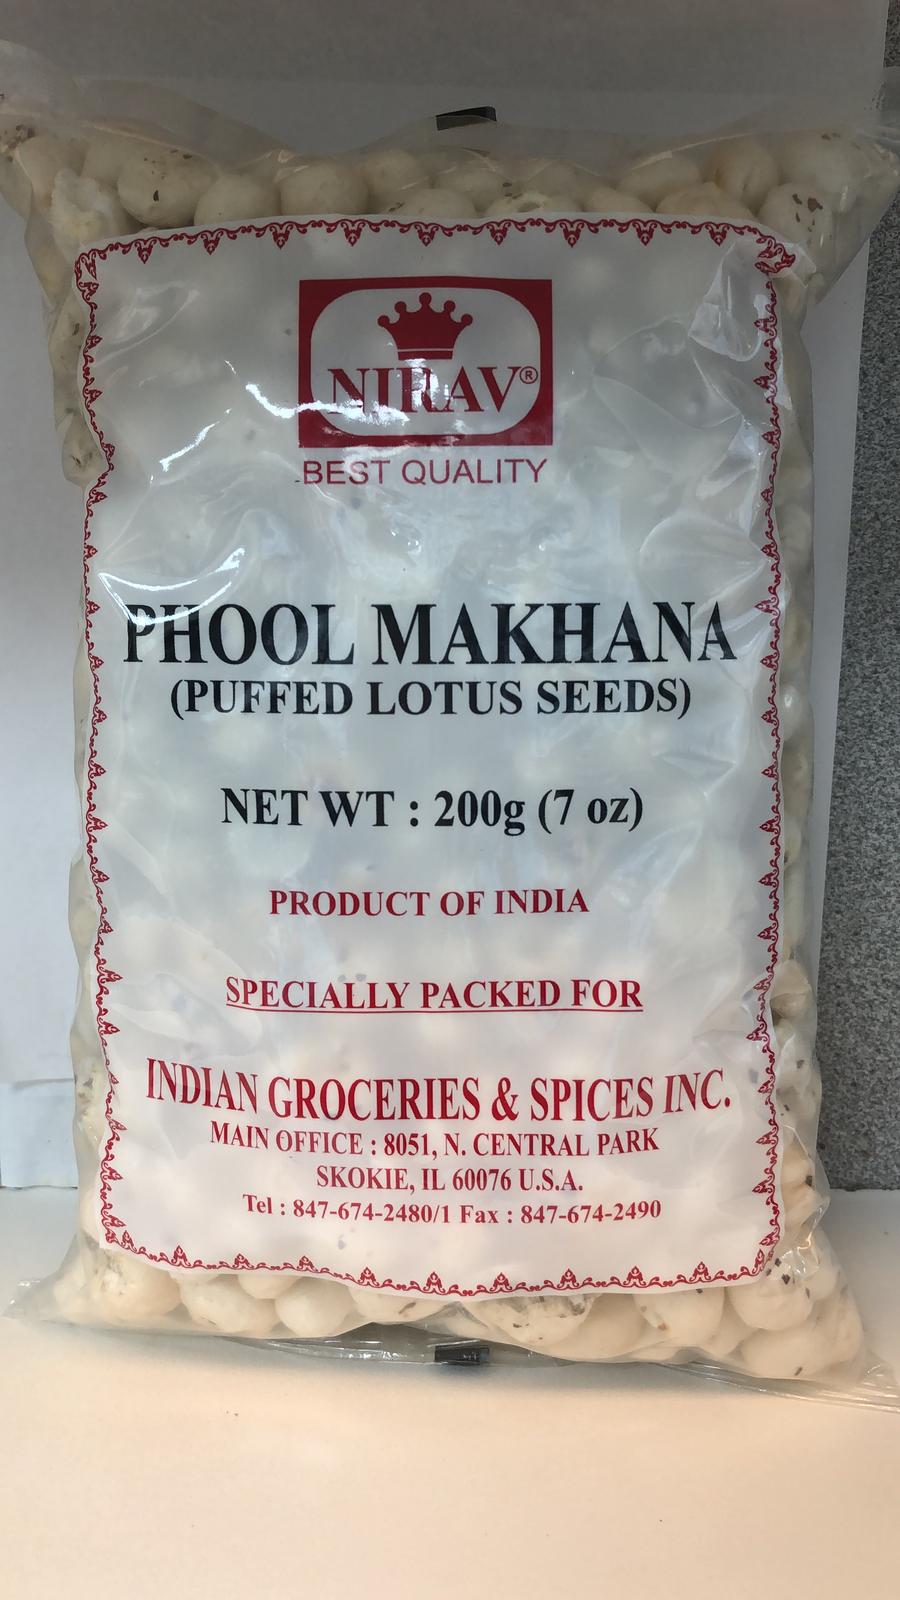 NIRAV®
BEST QUALITY
PHOOL MAKHANA
(PUFFED LOTUS SEEDS)
NET WT : 200g (7 oz)
PRODUCT OF INDIA
SPECIALLY PACKED FOR
INDIAN GROCERIES & SPICES INC.
MAIN OFFICE : 8051, N. CENTRAL PARK
SKOKIE, IL 60076 U.S.A.
Tel : 847-674-2480/1 Fax : 847-674-2490